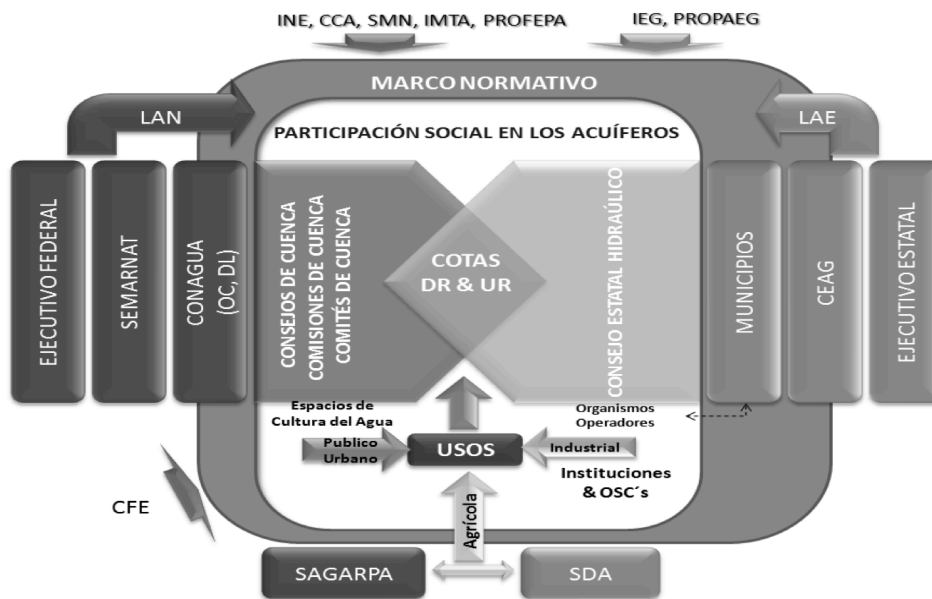 INE, CCA, SMN, IMTA, PROFEPA
IEG, PROPAEG
MARCO NORMATIVO
LAN
LAE
PARTICIPACIÓN SOCIAL EN LOS ACUÍFEROS
EJECUTIVO FEDERAL
SEMARNAT
CONAGUA
(OC, DL)
CONSEJOS DE CUENCA
COMISIONES DE CUENCA
COMITÉS DE CUENCA
COTAS
DR & UR
CONSEJO ESTATAL HIDRAÚLICO
MUNICIPIOS
CEAG
EJECUTIVO ESTATAL
Espacios de
Cultura del Agua
Publico
Urbano
USOS
Organismos
Operadores
Industrial
Instituciones
& OSC´s
Agrícola
CFE
SAGARPA
SDA